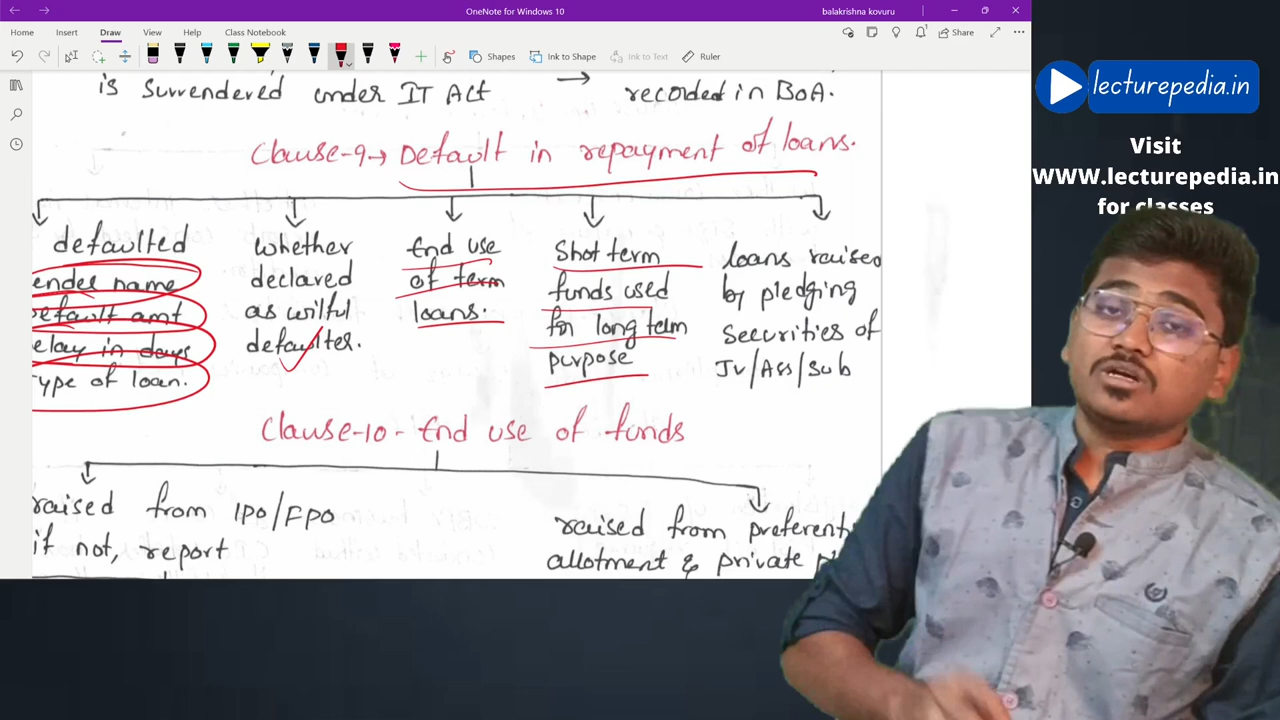 OneNote for Windows 10
balakrishna kovuru
Home Insert Draw View Help Class Notebook
Share
Shapes Ink to Shape Ink to Text Ruler
is surrendered under IT Act → recorded in BoA.
Clause-9→ Default in repayment of loans.
defaulted
ender name
efault amt
elay in days
type of loan.
whether
declared
as wilful
defaulter.
End use
of term
loans.
Shot term
funds used
for long term
purpose
loans raised
by pledging
securities of
JV/Ass/Sub
Clause-10 - End use of funds
raised from IPO/FPO
if not, report
raised from preferent
allotment & private pl
lecturepedia.in
Visit
www.lecturepedia.in
for classes